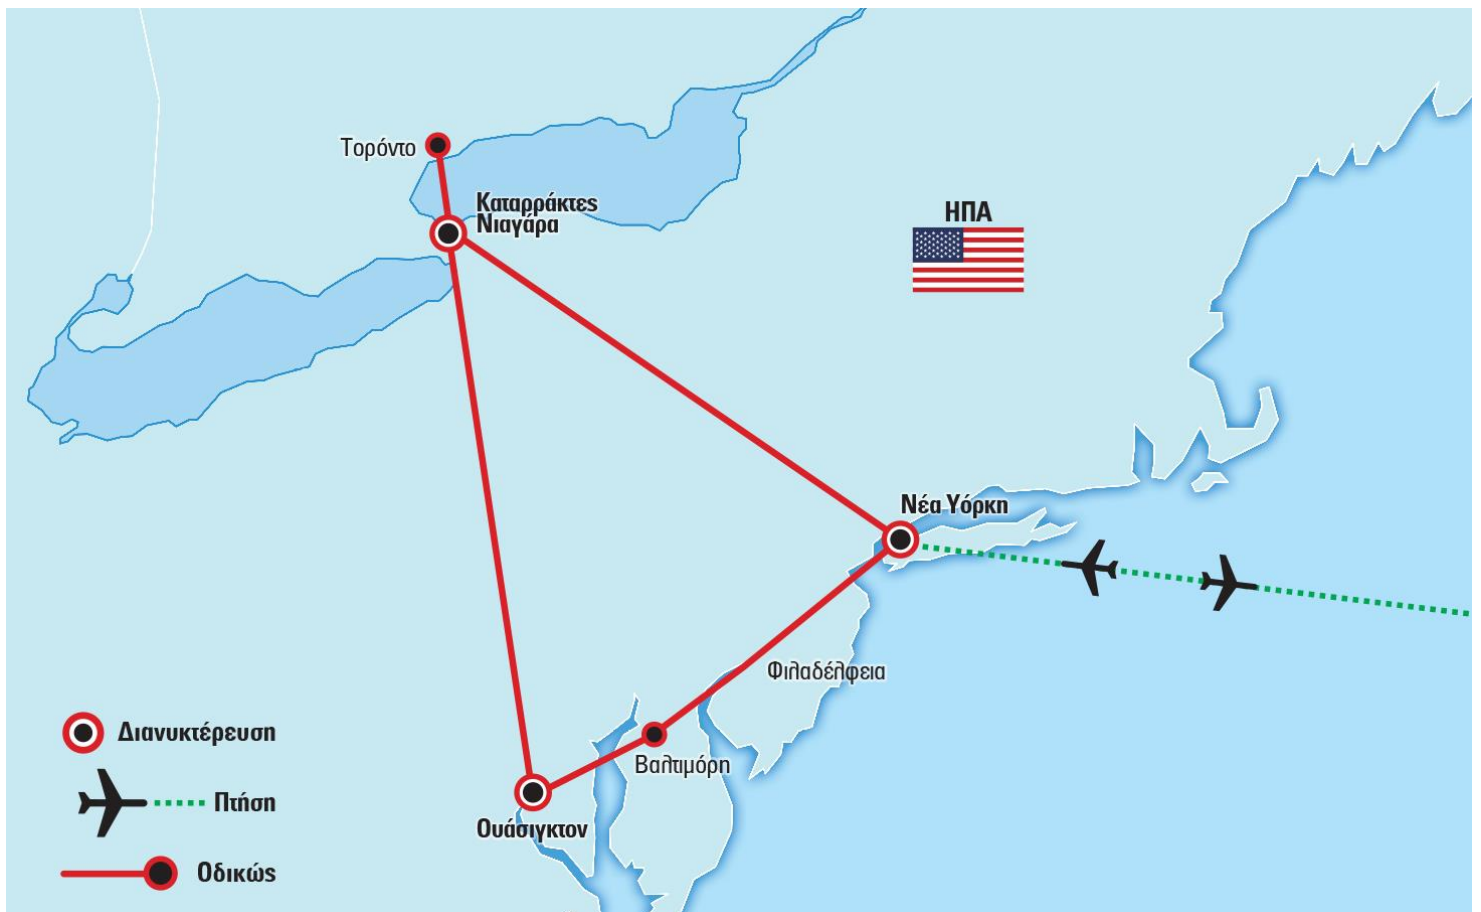 Τορόντο
Καταρράκτες
Νιαγάρα
ΗΠΑ
Νέα Υόρκη
Φιλαδέλφεια
Βαλτιμόρη
Ουάσιγκτον
Διανυκτέρευση
Πτήση
Οδικώς